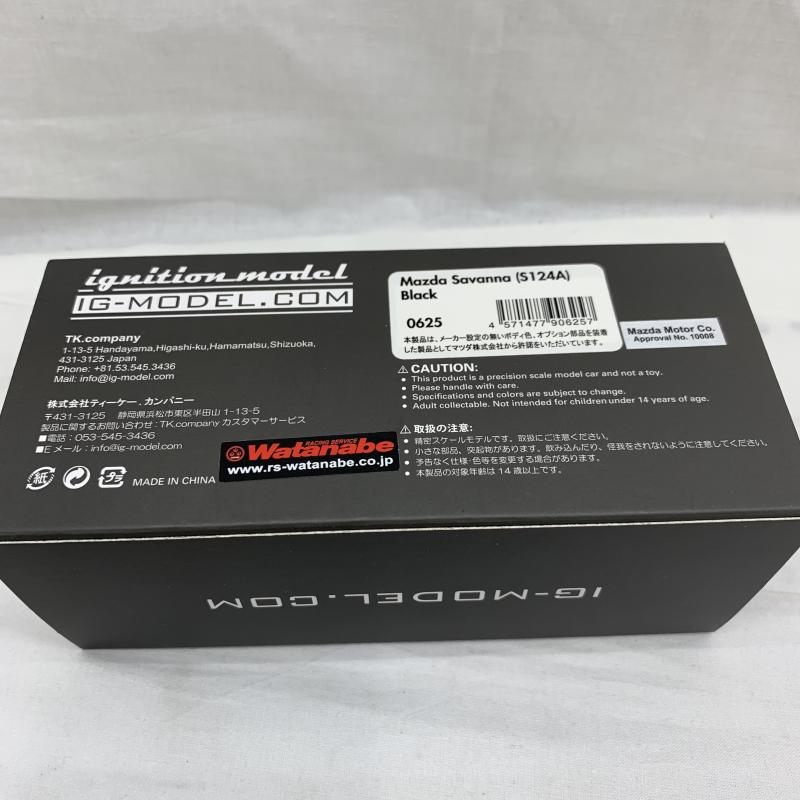 ignition model
IG-MODEL.COM
TK.company
1-13-5 Handayama,Higashi-ku,Hamamatsu,Shizuoka,
431-3125 Japan
Phone: +81.53.545.3436
Mail: info@ig-model.com
株式会社ティーケー.カンパニー
〒431-3125 静岡県浜松市東区半田山1-13-5
製品に関するお問い合わせ:TK.companyカスタマーサービス
■電話:053-545-3436
■Eメール:info@ig-model.com
紙
プラ
MADE IN CHINA
RACING SERVICE
Watanabe
www.rs-watanabe.co.jp
Mazda Savanna (S124A)
Black
0625
4 571477 906257
本製品は、メーカー設定の無いボディ色、オプション部品を装着
した製品としてマツダ株式会社から許諾をいただいています。
Mazda Motor Co.
Approval No. 10008
⚠CAUTION:
• This product is a precision scale model car and not a toy.
• Please handle with care.
• Specifications and colors are subject to change.
• Adult collectable. Not intended for children under 14 years of age.
⚠取扱の注意:
• 精密スケールモデルです。取扱にご注意ください。
• 小さな部品、突起物があります。飲み込んだり、怪我をされないように注意してください。
• 予告なく仕様・色等を変更する場合があります。
• 本製品の対象年齢は14歳以上です。
IG-MODEL.COM